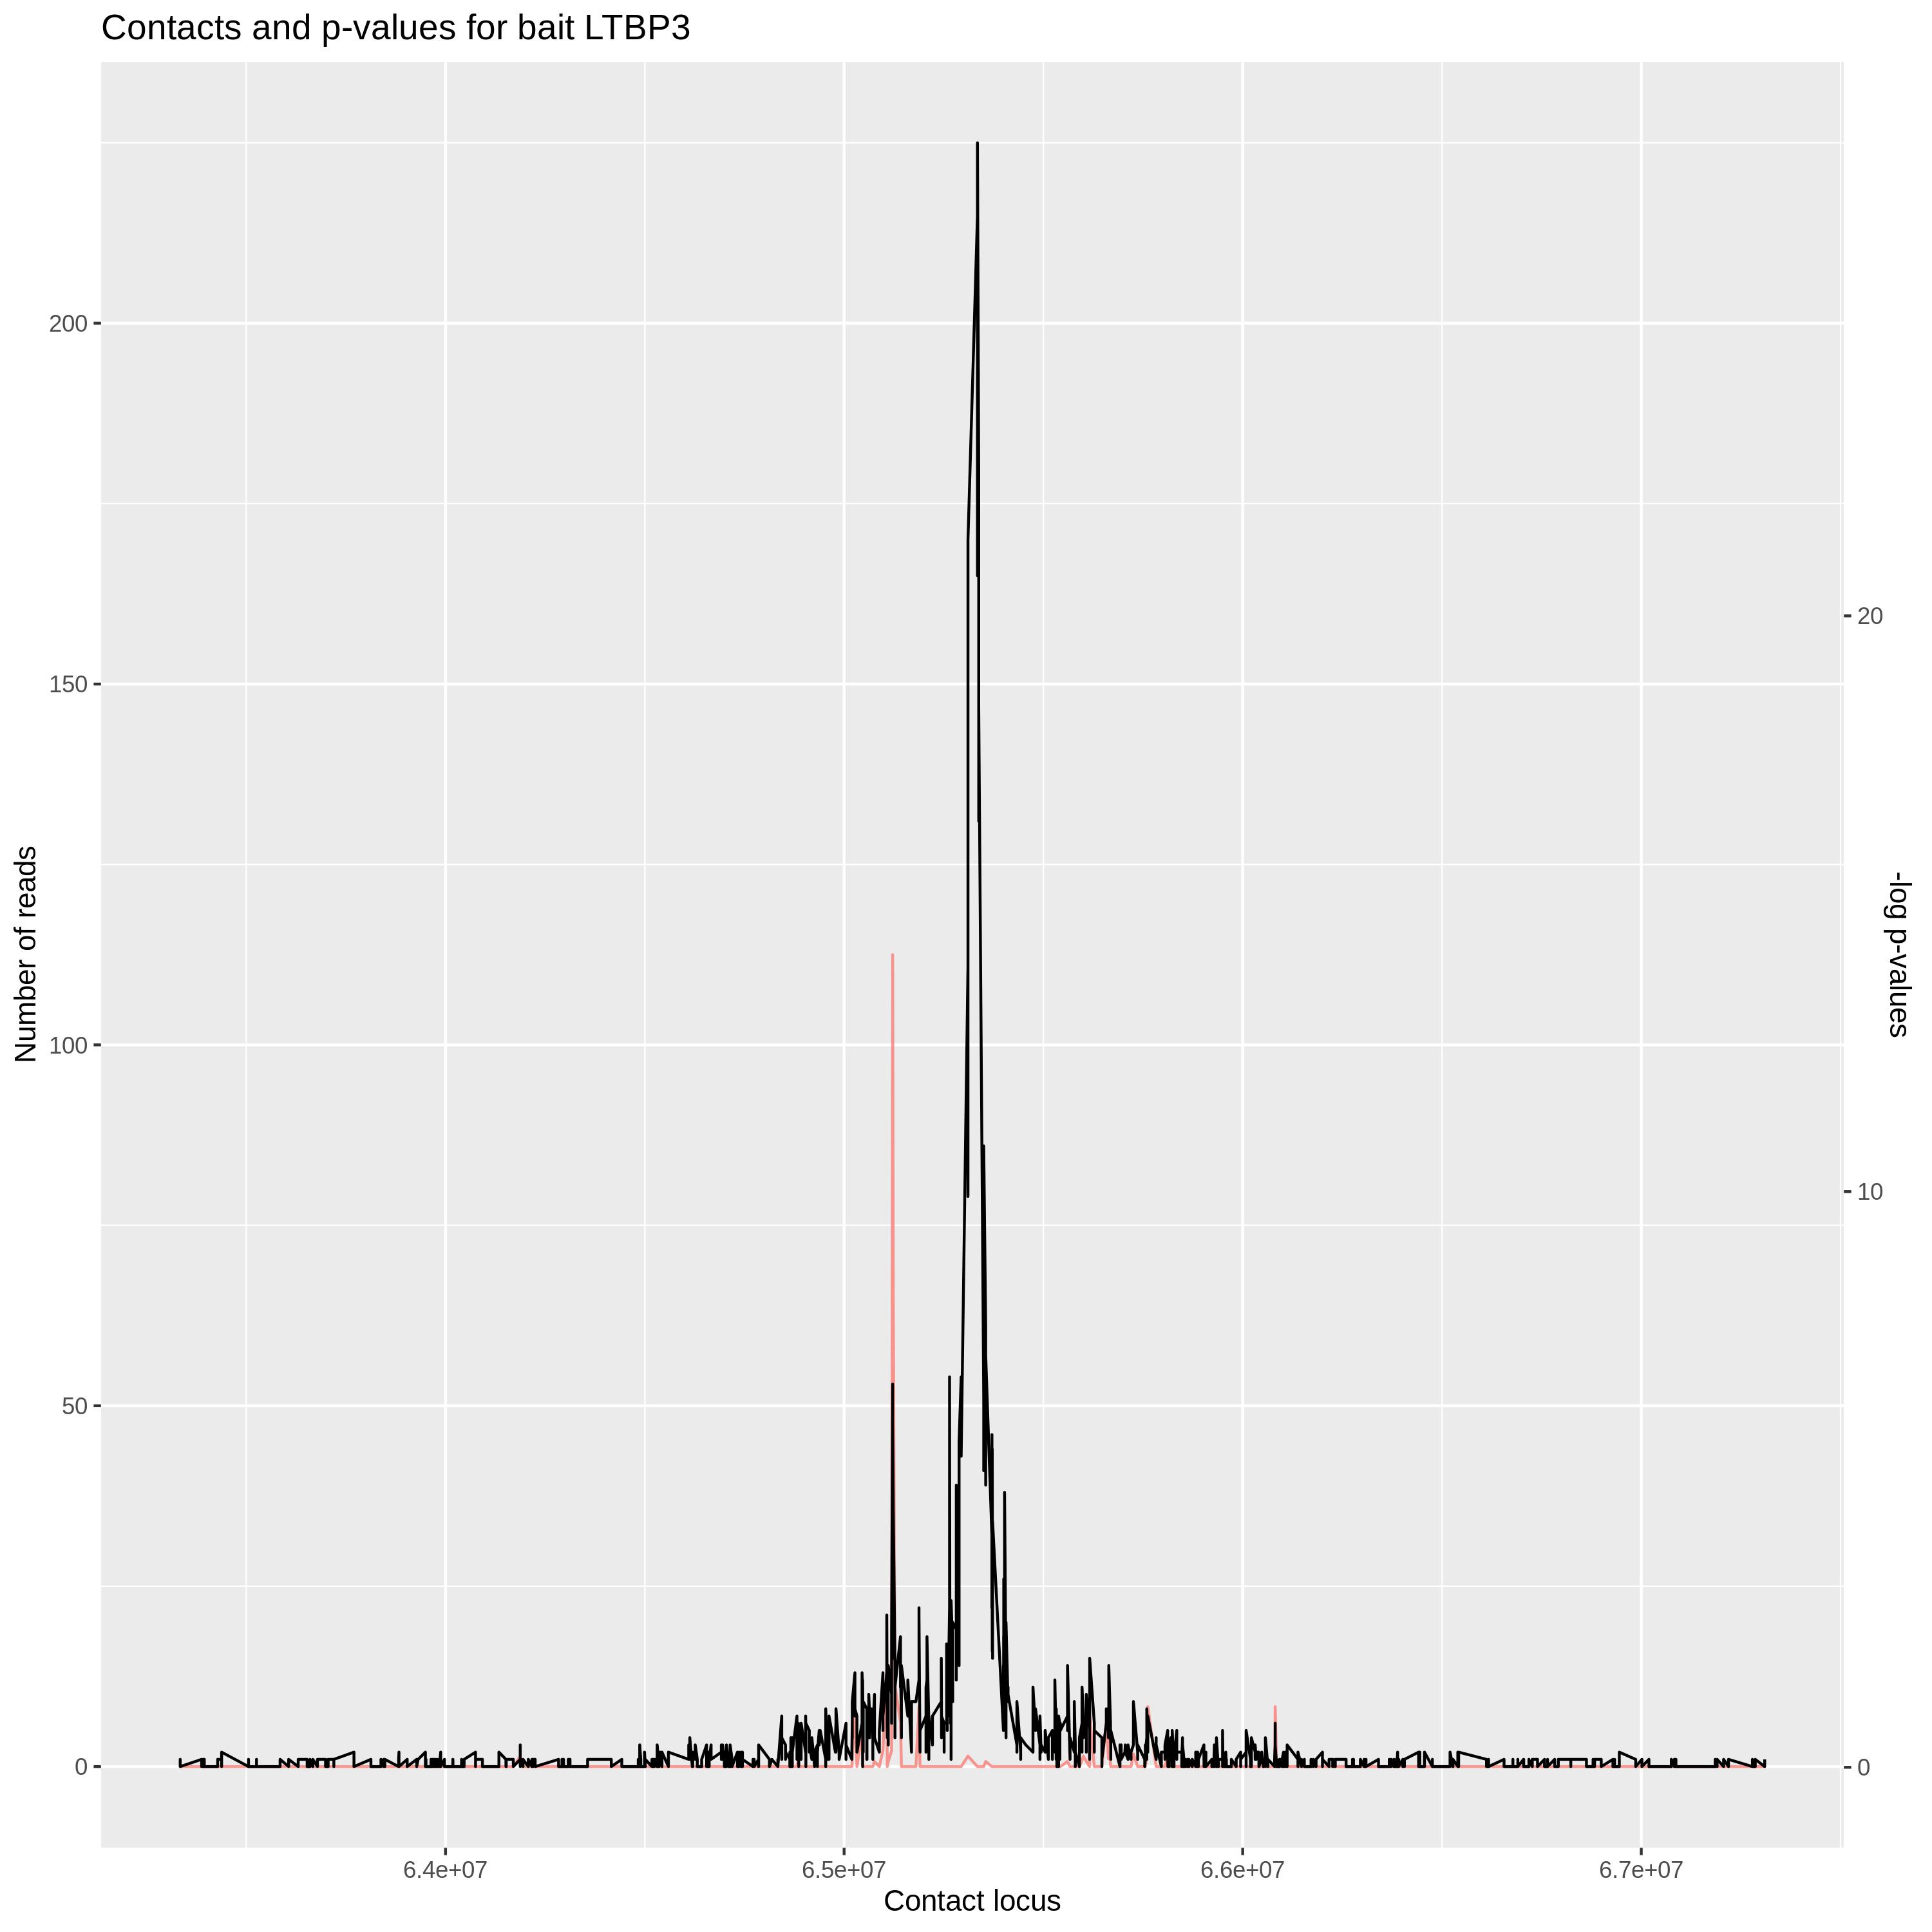 Contacts and p-values for bait LTBP3
200
150
100
50
0
Number of reads
20
10
0
-log p-values
6.4e+07
6.5e+07
6.6e+07
6.7e+07
Contact locus